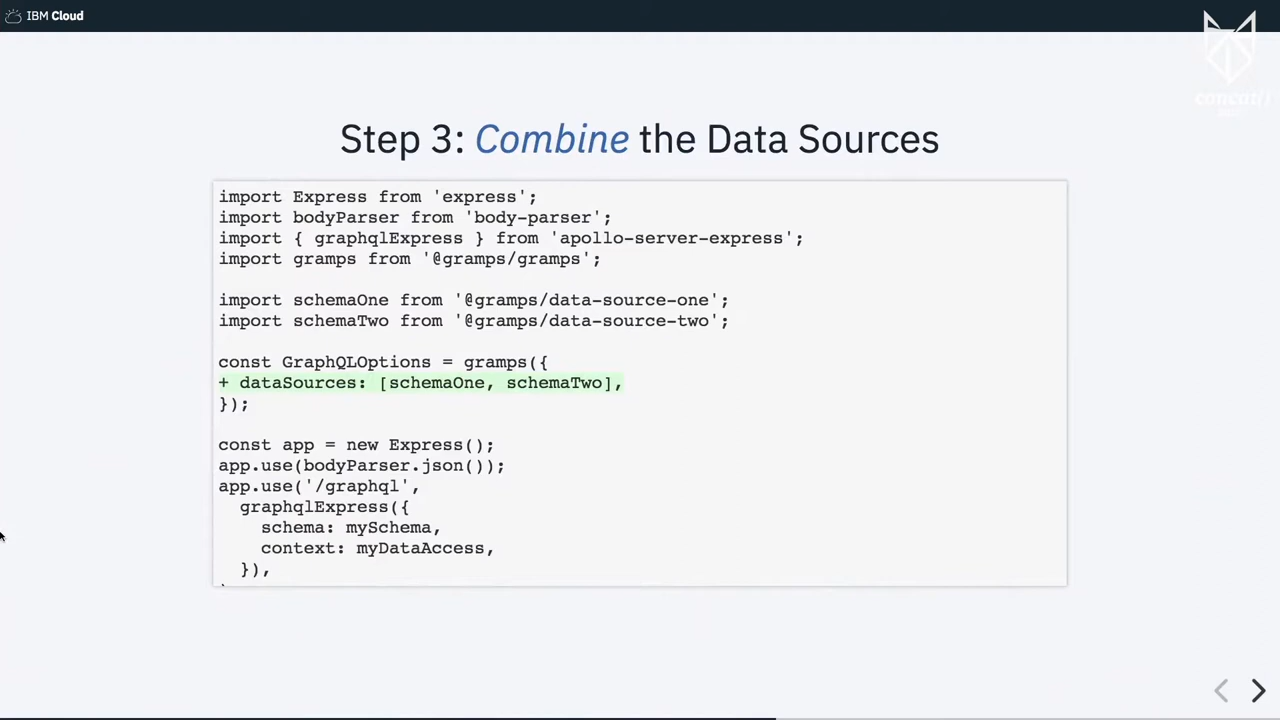 IBM Cloud
concat()
Step 3: Combine the Data Sources
import Express from 'express';
import bodyParser from 'body-parser';
import { graphqlExpress } from 'apollo-server-express';
import gramps from '@gramps/gramps';
import schemaOne from '@gramps/data-source-one';
import schemaTwo from '@gramps/data-source-two';
const GraphQLOptions = gramps({
+ dataSources: [schemaOne, schemaTwo],
});
const app = new Express();
app.use(bodyParser.json());
app.use('/graphql',
graphqlExpress({
schema: mySchema,
context: myDataAccess,
}),